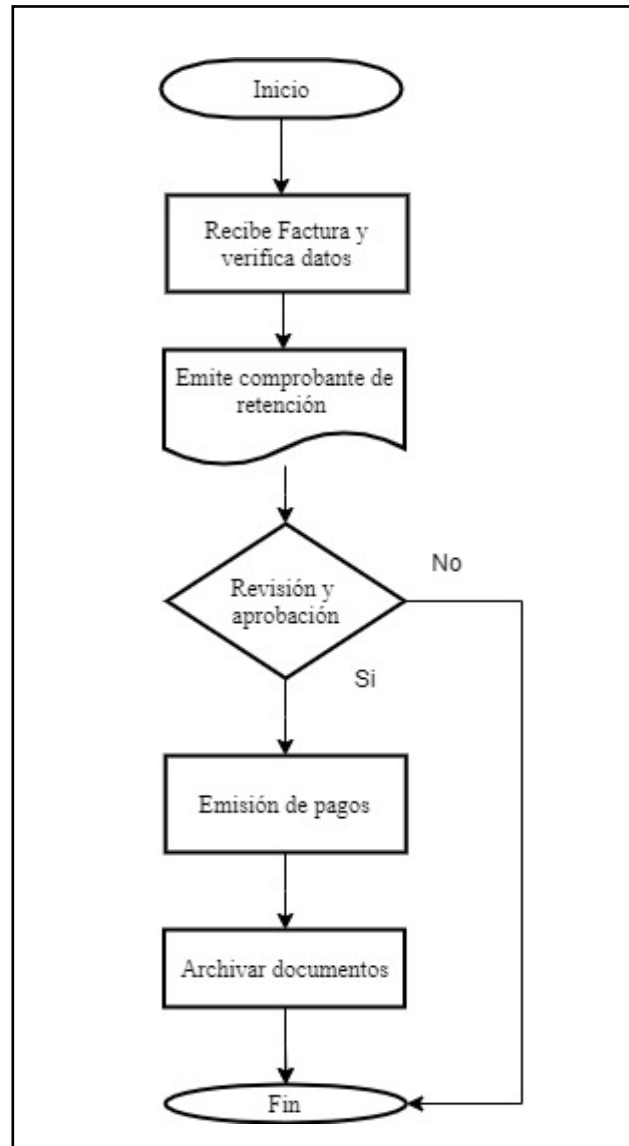 Inicio
Recibe Factura y
verifica datos
Emite comprobante de
retención
No
Revisión y
aprobación
Si
Emisión de pagos
Archivar documentos
Fin